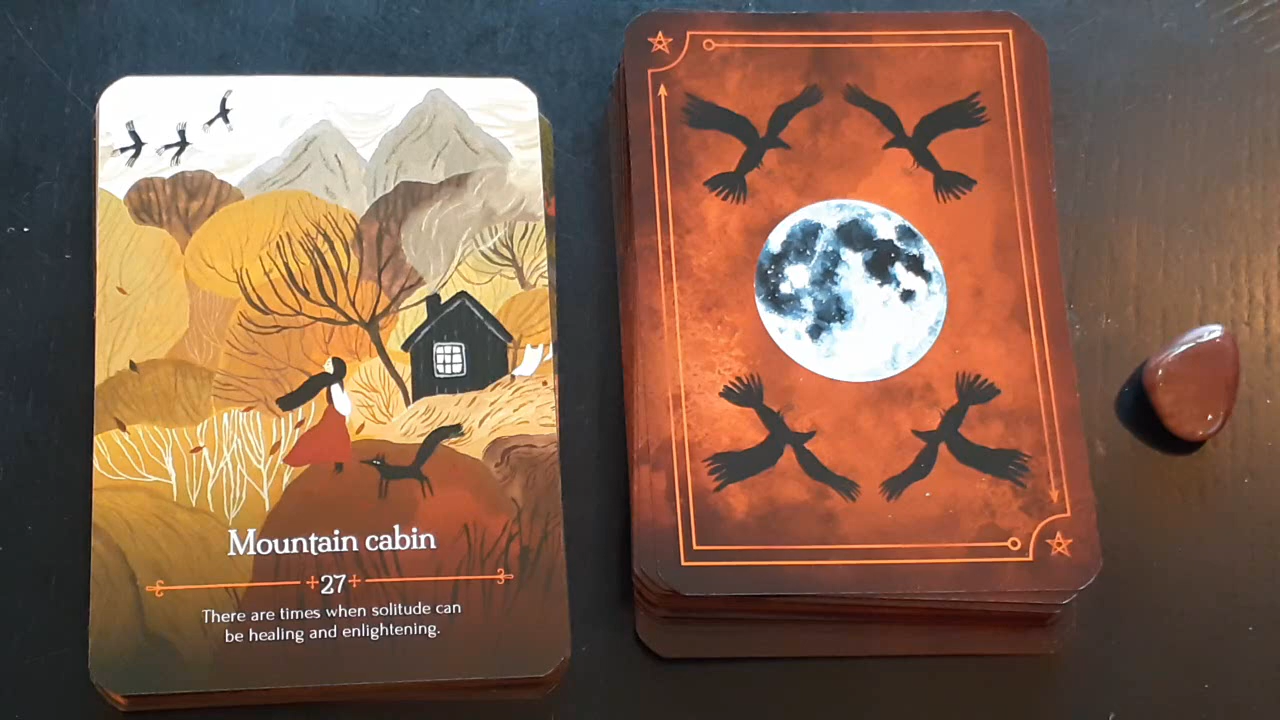 Mountain cabin
27
There are times when solitude can
be healing and enlightening.